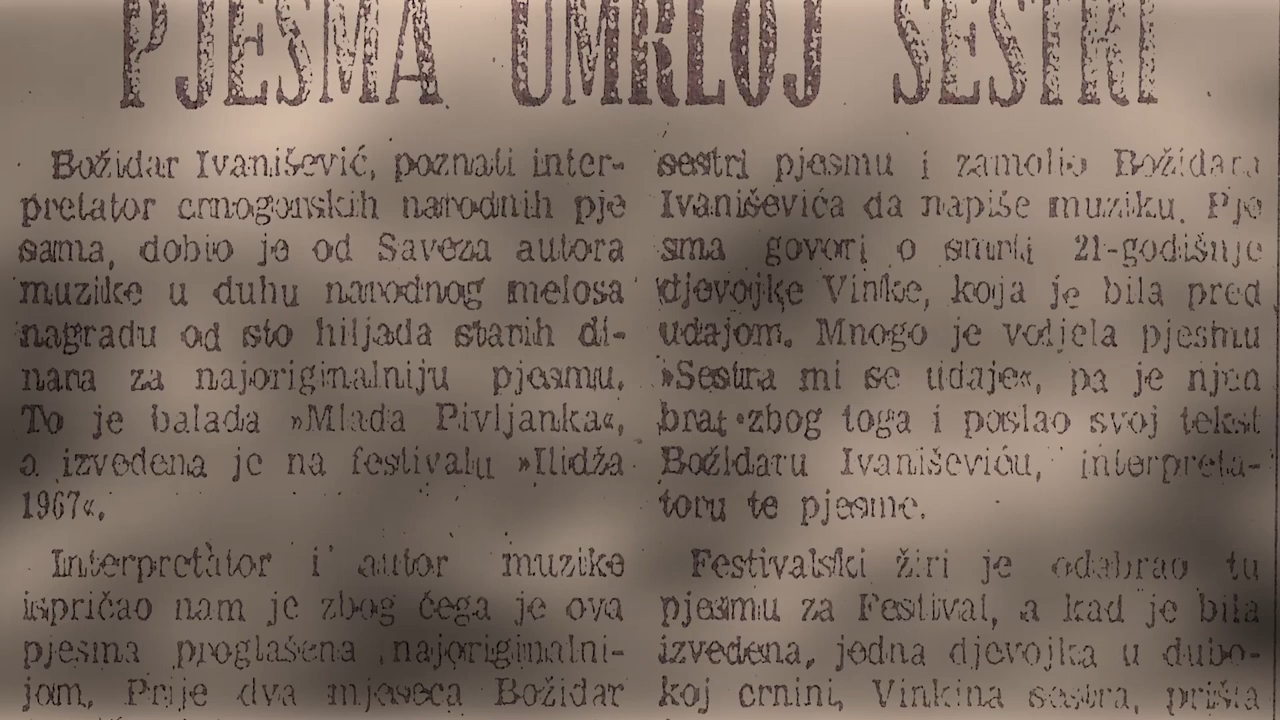 PJESMA UMRLOJ SESTRI
Božidar Ivanišević, poznati inter-
pretator crnogorskih narodnih pje
sama, dobio je od Saveza autora
muzike u duhu narodnog melosa
nagradu od sto hiljada starih di-
nara za najoriginalniju pjesmu.
To je balada »Mlada Pivljanka«,
a izvedena je na festivalu »Ilidža
1967«.
Interpretator i autor muzike
ispričao nam je zbog čega je ova
pjesma proglašena najoriginalni-
jom. Prije dva mjeseca Božidar
sestri pjesmu i zamolio Božidara
Ivaniševića da napiše muziku. Pje
sma govori o smrti 21-godišnje
djevojke Vinke, koja je bila pred
udajom. Mnogo je voljela pjesmu
»Sestra mi se udaje«, pa je njen
brat zbog toga i poslao svoj tekst
Božidaru Ivaniševiću, interpreta-
toru te pjesme.
Festivalski žiri je odabrao tu
pjesmu za Festival, a kad je bila
izvedena, jedna djevojka u dubo-
koj crnini, Vinkina sestra, prišla